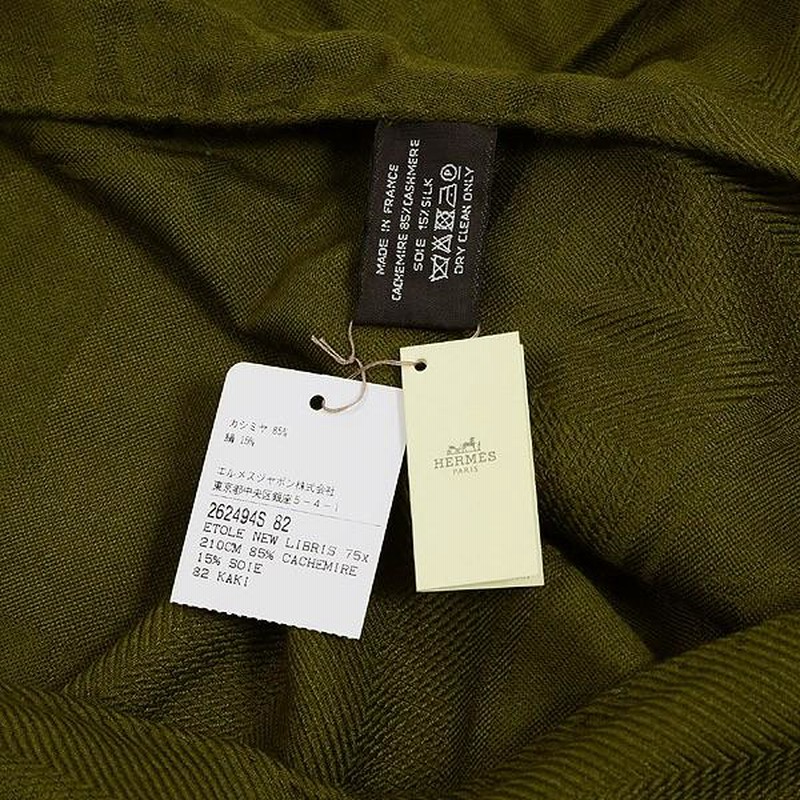 MADE IN FRANCE
CACHEMIRE 85% CASHMERE
SOIE 15% SILK
P
DRY CLEAN ONLY
カシミヤ 85%
絹 15%
エルメスジャポン株式会社
東京都中央区銀座5-4-1
262494S 82
ETOLE NEW LIBRIS 75x
210CM 85% CACHEMIRE
15% SOIE
82 KAKI
HERMES
PARIS